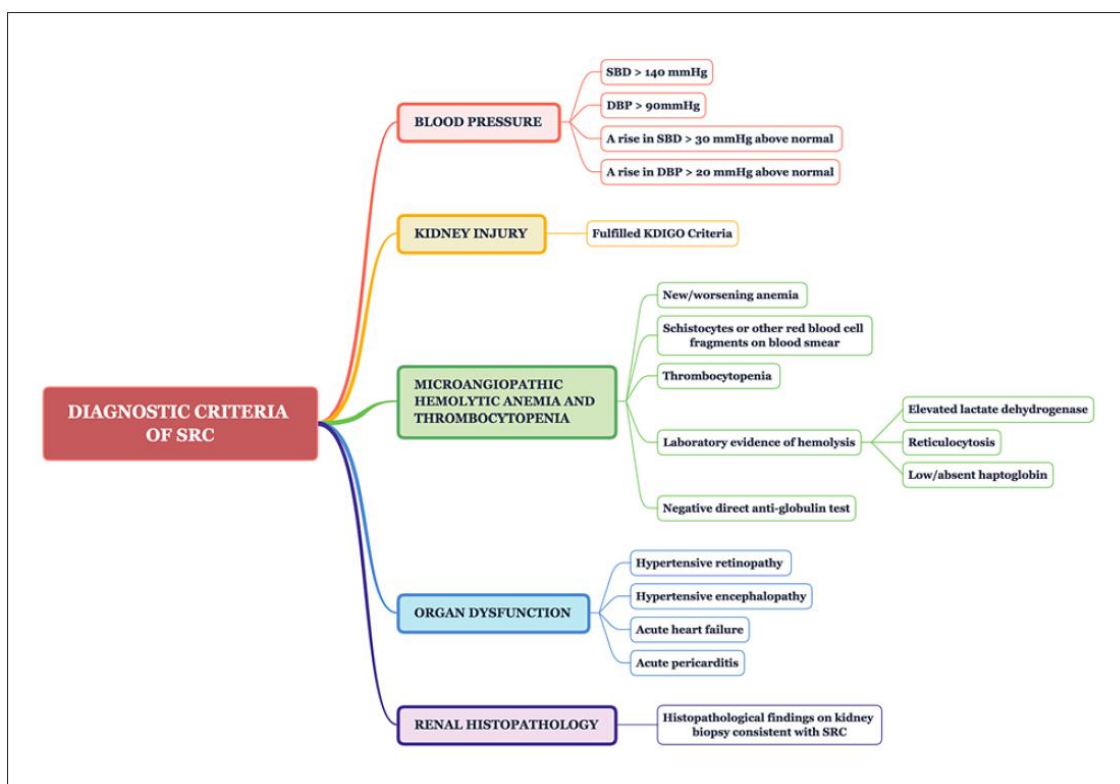 DIAGNOSTIC CRITERIA
OF SRC
BLOOD PRESSURE
SBD > 140 mmHg
DBP > 90mmHg
A rise in SBD > 30 mmHg above normal
A rise in DBP > 20 mmHg above normal
KIDNEY INJURY
Fulfilled KDIGO Criteria
MICROANGIOPATHIC
HEMOLYTIC ANEMIA AND
THROMBOCYTOPENIA
New/worsening anemia
Schistocytes or other red blood cell
fragments on blood smear
Thrombocytopenia
Laboratory evidence of hemolysis
Elevated lactate dehydrogenase
Reticulocytosis
Low/absent haptoglobin
Negative direct anti-globulin test
ORGAN DYSFUNCTION
Hypertensive retinopathy
Hypertensive encephalopathy
Acute heart failure
Acute pericarditis
RENAL HISTOPATHOLOGY
Histopathological findings on kidney
biopsy consistent with SRC